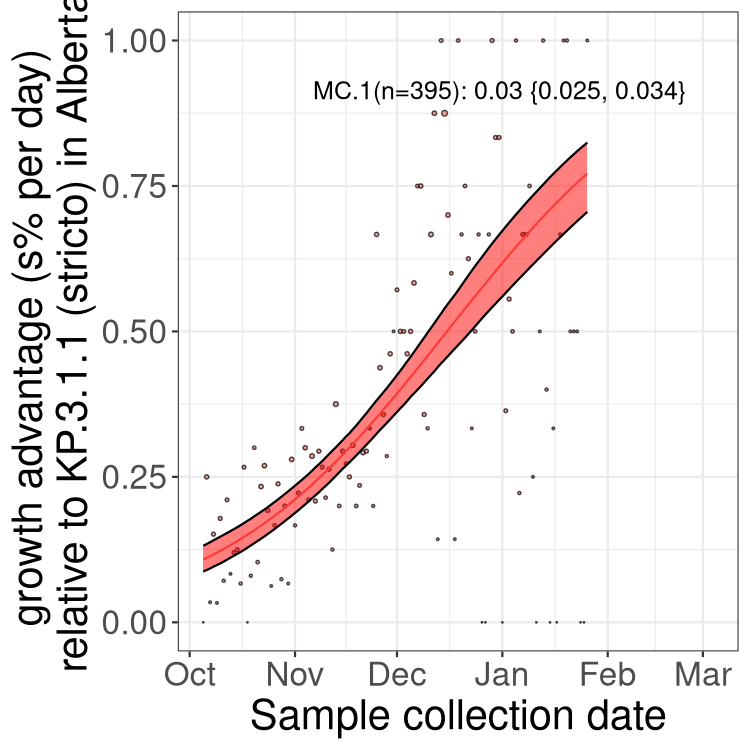 growth advantage (s% per day)
relative to KP.3.1.1 (stricto) in Alberta
1.00
0.75
0.50
0.25
0.00
MC.1(n=395): 0.03 {0.025, 0.034}
Oct Nov Dec Jan Feb Mar
Sample collection date